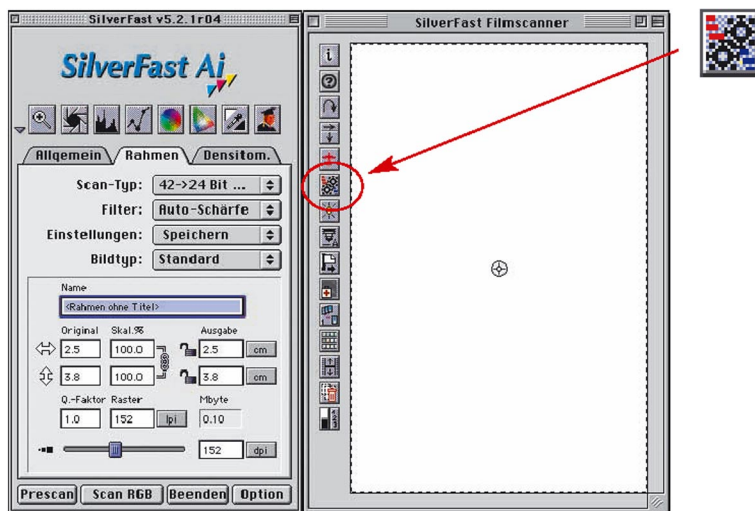 SilverFast v5.2.1r04
SilverFast Ai
Allgemein Rahmen Densitom.
Scan-Typ: 42->24 Bit ...
Filter: Auto-Schärfe
Einstellungen: Speichern
Bildtyp: Standard
Name
<Rahmen ohne Titel>
Original Skal.% Ausgabe
2.5 100.0 2.5 cm
3.8 100.0 3.8 cm
Q.-Faktor Raster Mbyte
1.0 152 lpi 0.10
152 dpi
Prescan Scan RGB Beenden Option
SilverFast Filmscanner